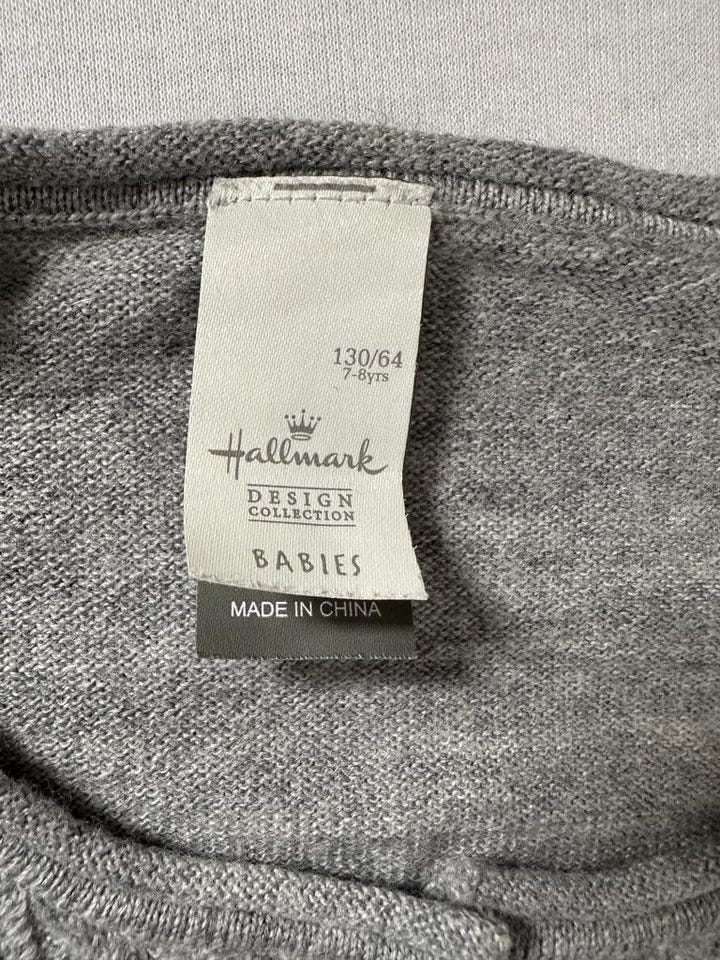 130/64
7-8yrs
Hallmark
DESIGN
COLLECTION
BABIES
MADE IN CHINA